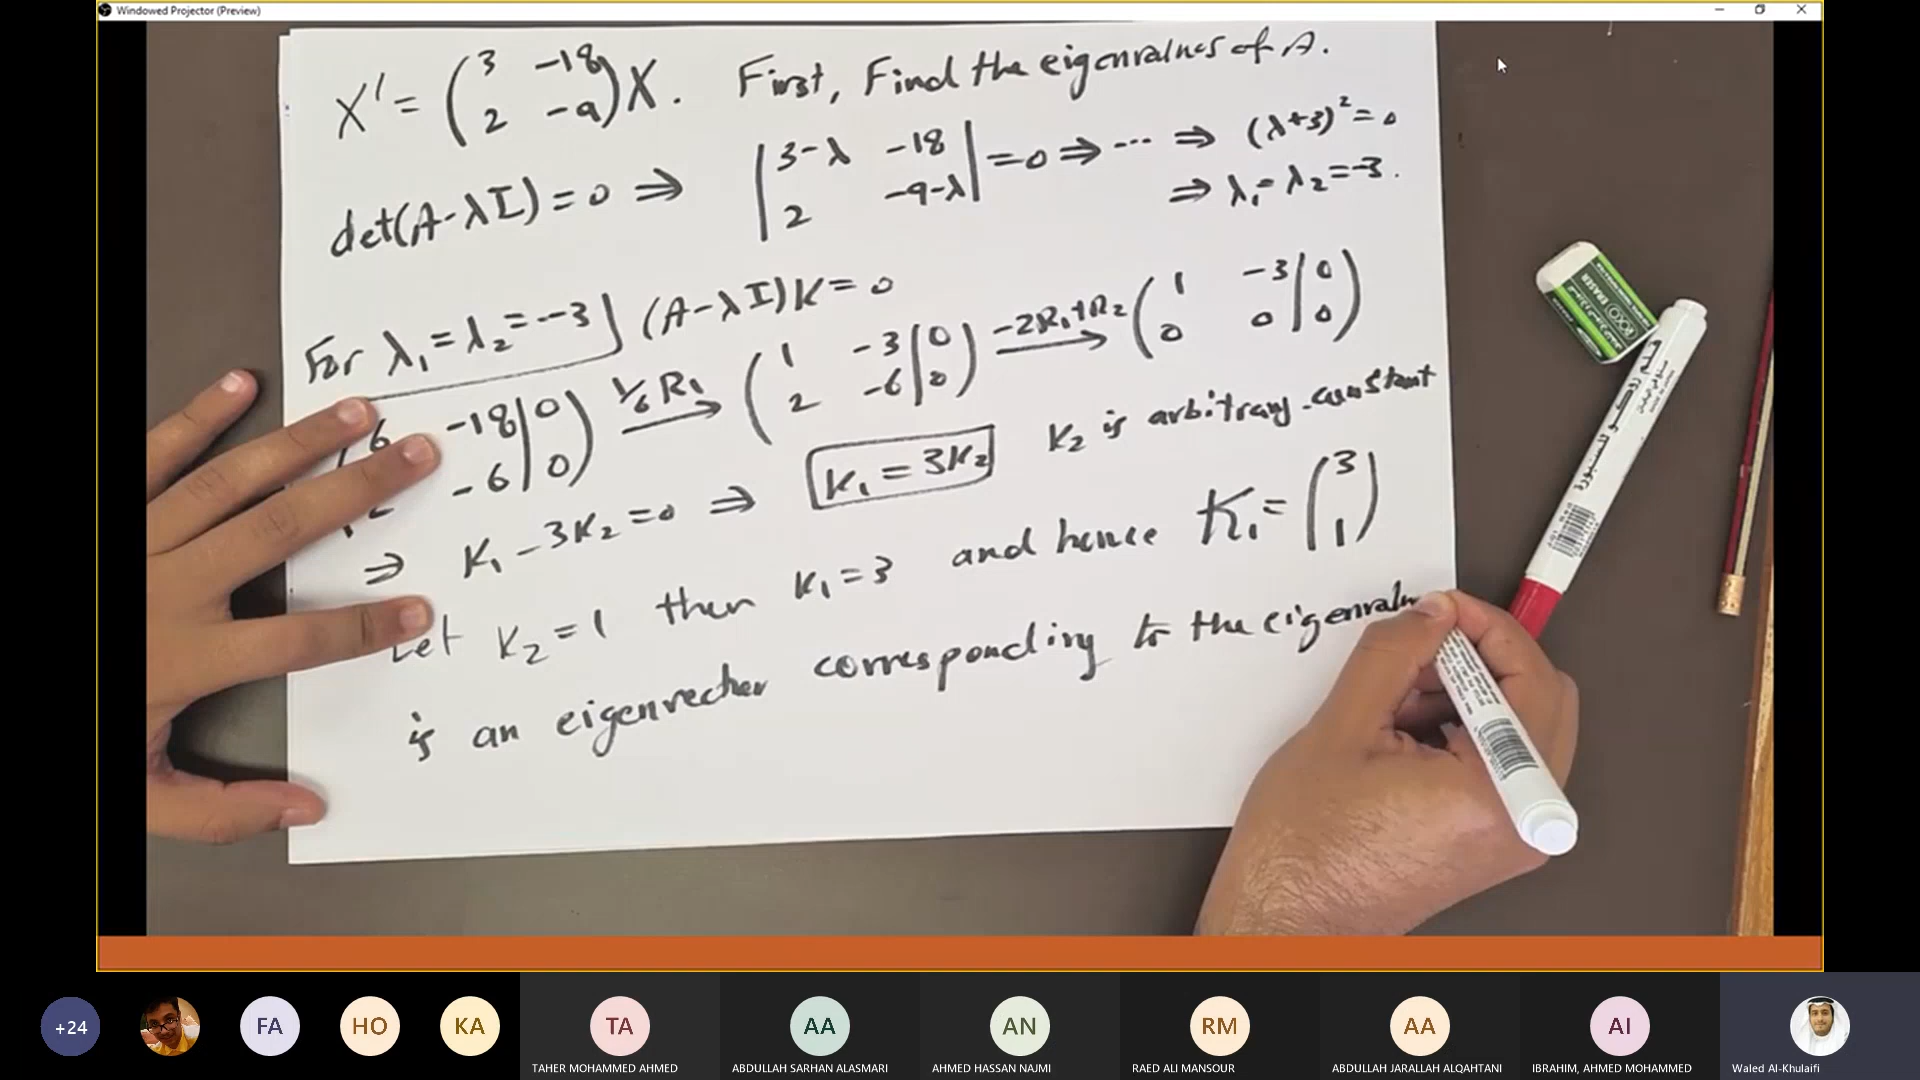 Windowed Projector (Preview)
X' = (3 -18 2 -9) X. First, Find the eigenvalues of A.
det(A-λI) = 0 ⇒ |3-λ -18 2 -9-λ| = 0 ⇒ ... ⇒ (λ+3)² = 0
⇒ λ₁ = λ₂ = -3.
For λ₁ = λ₂ = -3] (A-λI)K = 0
(6 -18|0 2 -6|0) 1/6 R₁ → (1 -3|0 2 -6|0) -2R₁+R₂ → (1 -3|0 0 0|0)
⇒ K₁ - 3K₂ = 0 ⇒ K₁ = 3K₂ K₂ is arbitrary constant
Let K₂ = 1 then K₁ = 3 and hence K₁ = (3 1)
is an eigenvector corresponding to the eigenvalu
ERASER
+24
FA
HO
KA
TA
AA
AN
RM
AA
AI
TAHER MOHAMMED AHMED
ABDULLAH SARHAN ALASMARI
AHMED HASSAN NAJMI
RAED ALI MANSOUR
ABDULLAH JARALLAH ALQAHTANI
IBRAHIM, AHMED MOHAMMED
Waled Al-Khulaifi